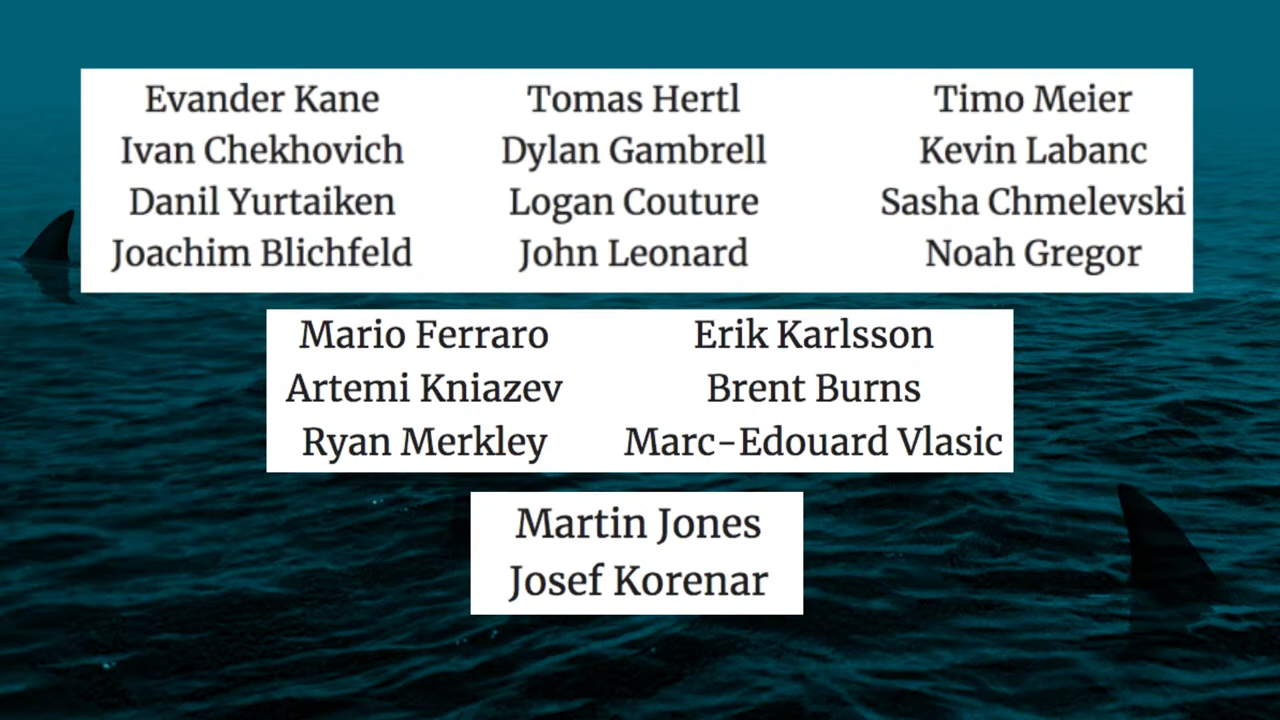 Evander Kane Tomas Hertl Timo Meier
Ivan Chekhovich Dylan Gambrell Kevin Labanc
Danil Yurtaiken Logan Couture Sasha Chmelevski
Joachim Blichfeld John Leonard Noah Gregor
Mario Ferraro Erik Karlsson
Artemi Kniazev Brent Burns
Ryan Merkley Marc-Edouard Vlasic
Martin Jones
Josef Korenar